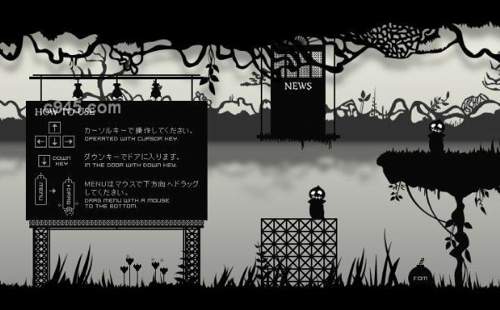 c945.com
HOW TO USE
カーソルキーで操作してください。
OPERATED WITH CURSOR KEY.
DOWN
KEY
ダウンキーでドアに入ります。
IN THE DOOR WITH DOWN KEY.
MENU
MENUはマウスで下方向へドラッグ
してください。
DRAG MENU WITH A MOUSE
TO THE BOTTOM.
NEWS